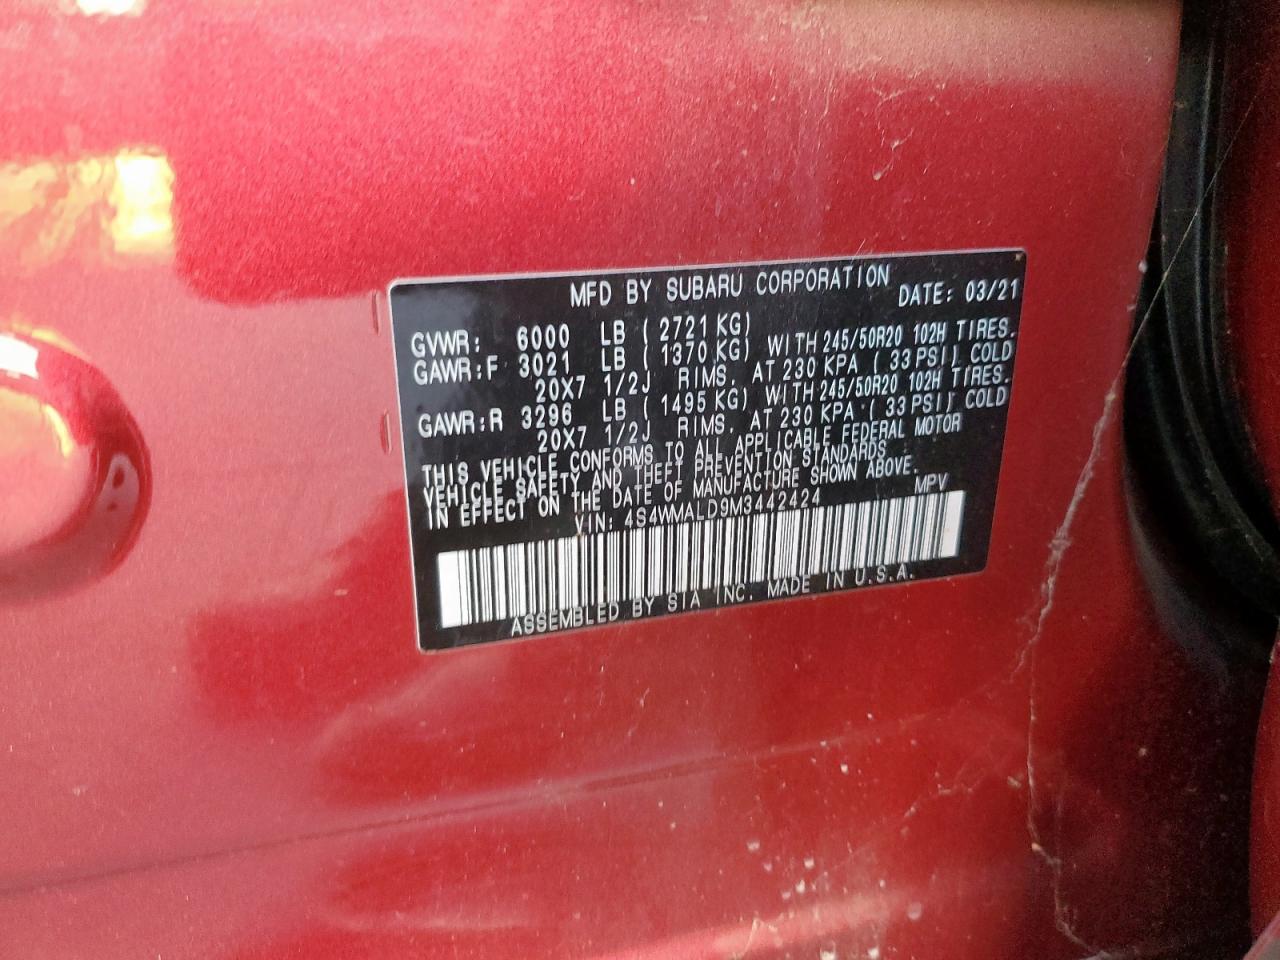 MFD BY SUBARU CORPORATION DATE: 03/21
GVWR: 6000 LB ( 2721 KG)
GAWR:F 3021 LB ( 1370 KG) WITH 245/50R20 102H TIRES.
20X7 1/2J RIMS. AT 230 KPA ( 33 PSI) COLD
GAWR:R 3296 LB ( 1495 KG) WITH 245/50R20 102H TIRES.
20X7 1/2J RIMS. AT 230 KPA ( 33 PSI) COLD
THIS VEHICLE CONFORMS TO ALL APPLICABLE FEDERAL MOTOR
VEHICLE SAFETY AND THEFT PREVENTION STANDARDS
IN EFFECT ON THE DATE OF MANUFACTURE SHOWN ABOVE.
VIN: 4S4WMALD9M3442424 MPV
ASSEMBLED BY SIA INC. MADE IN U.S.A.